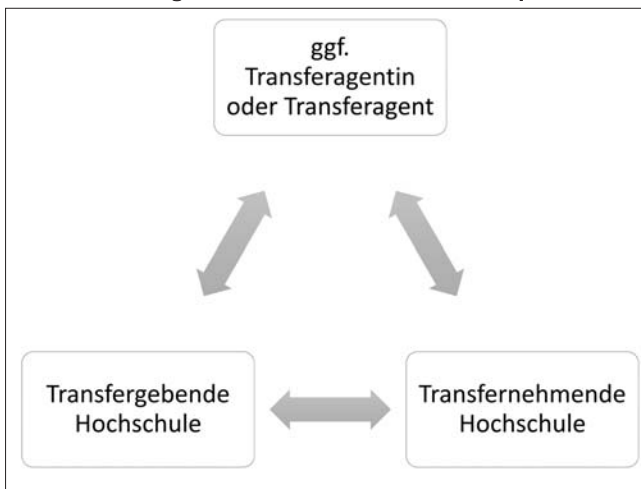 ggf.
Transferagentin
oder Transferagent
Transfergebende
Hochschule
Transfernehmende
Hochschule